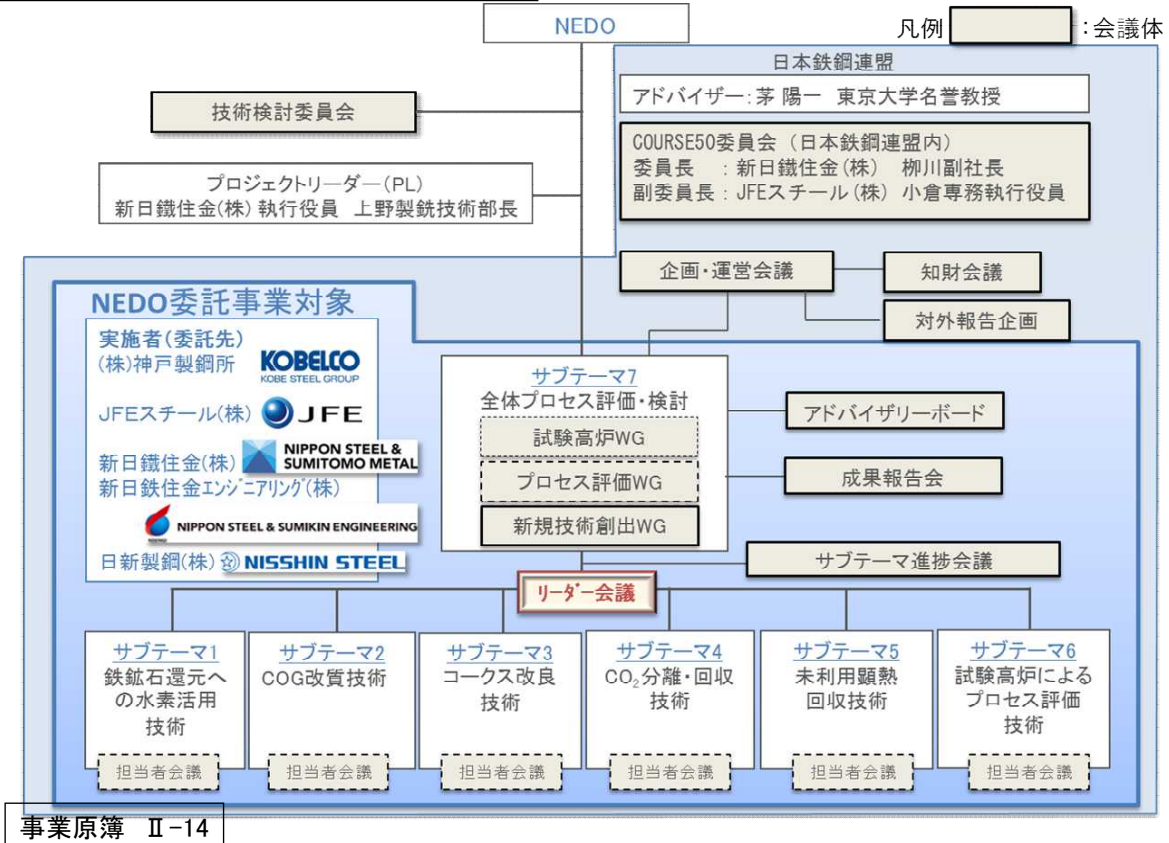 NEDO
凡例
：会議体
日本鉄鋼連盟
アドバイザー：茅 陽一 東京大学名誉教授
技術検討委員会
COURSE50委員会（日本鉄鋼連盟内）
委員長 ：新日鐵住金(株) 栁川副社長
副委員長：JFEスチール(株) 小倉専務執行役員
プロジェクトリーダー(PL)
新日鐵住金(株)執行役員 上野製銑技術部長
企画・運営会議
知財会議
対外報告企画
NEDO委託事業対象
実施者(委託先)
(株)神戸製鋼所
KOBELCO
KOBE STEEL GROUP
JFEスチール(株)
JFE
新日鐵住金(株)
NIPPON STEEL &
SUMITOMO METAL
新日鉄住金エンジニアリング(株)
NIPPON STEEL & SUMIKIN ENGINEERING
日新製鋼(株)
NISSHIN STEEL
サブテーマ7
全体プロセス評価・検討
試験高炉WG
プロセス評価WG
新規技術創出WG
アドバイザリーボード
成果報告会
サブテーマ進捗会議
リーダー会議
サブテーマ1
鉄鉱石還元へ
の水素活用
技術
担当者会議
サブテーマ2
COG改質技術
担当者会議
サブテーマ3
コークス改良
技術
担当者会議
サブテーマ4
CO₂分離・回収
技術
担当者会議
サブテーマ5
未利用顕熱
回収技術
担当者会議
サブテーマ6
試験高炉による
プロセス評価
技術
担当者会議
事業原簿 Ⅱ-14